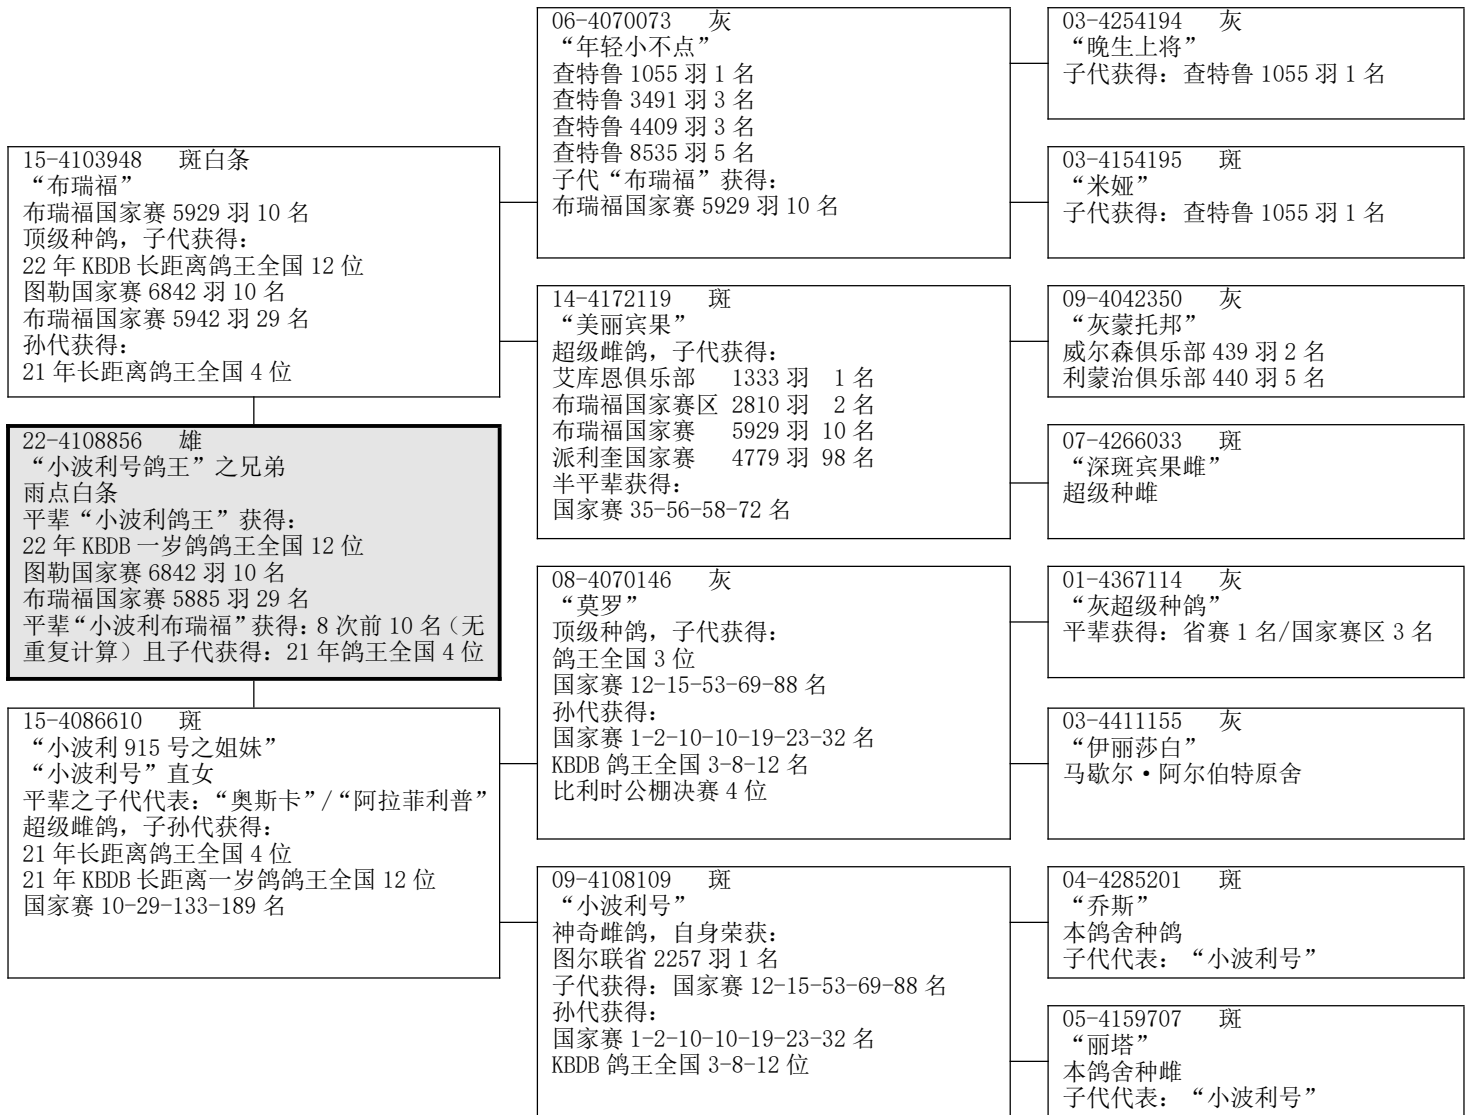 15-4103948 斑白条
“布瑞福”
布瑞福国家赛 5929 羽 10 名
顶级种鸽，子代获得：
22 年 KBDB 长距离鸽王全国 12 位
图勒国家赛 6842 羽 10 名
布瑞福国家赛 5942 羽 29 名
孙代获得：
21 年长距离鸽王全国 4 位
22-4108856 雄
“小波利号鸽王”之兄弟
雨点白条
平辈“小波利鸽王”获得：
22 年 KBDB 一岁鸽鸽王全国 12 位
图勒国家赛 6842 羽 10 名
布瑞福国家赛 5885 羽 29 名
平辈“小波利布瑞福”获得：8 次前 10 名（无
重复计算）且子代获得：21 年鸽王全国 4 位
15-4086610 斑
“小波利 915 号之姐妹”
“小波利号”直女
平辈之子代代表：“奥斯卡”/“阿拉菲利普”
超级雌鸽，子孙代获得：
21 年长距离鸽王全国 4 位
21 年 KBDB 长距离一岁鸽鸽王全国 12 位
国家赛 10-29-133-189 名
06-4070073 灰
“年轻小不点”
查特鲁 1055 羽 1 名
查特鲁 3491 羽 3 名
查特鲁 4409 羽 3 名
查特鲁 8535 羽 5 名
子代“布瑞福”获得：
布瑞福国家赛 5929 羽 10 名
14-4172119 斑
“美丽宾果”
超级雌鸽，子代获得：
艾库恩俱乐部 1333 羽 1 名
布瑞福国家赛区 2810 羽 2 名
布瑞福国家赛 5929 羽 10 名
派利奎国家赛 4779 羽 98 名
半平辈获得：
国家赛 35-56-58-72 名
08-4070146 灰
“莫罗”
顶级种鸽，子代获得：
鸽王全国 3 位
国家赛 12-15-53-69-88 名
孙代获得：
国家赛 1-2-10-10-19-23-32 名
KBDB 鸽王全国 3-8-12 名
比利时公棚决赛 4 位
09-4108109 斑
“小波利号”
神奇雌鸽，自身荣获：
图尔联省 2257 羽 1 名
子代获得：国家赛 12-15-53-69-88 名
孙代获得：
国家赛 1-2-10-10-19-23-32 名
KBDB 鸽王全国 3-8-12 位
03-4254194 灰
“晚生上将”
子代获得：查特鲁 1055 羽 1 名
03-4154195 斑
“米娅”
子代获得：查特鲁 1055 羽 1 名
09-4042350 灰
“灰蒙托邦”
威尔森俱乐部 439 羽 2 名
利蒙治俱乐部 440 羽 5 名
07-4266033 斑
“深斑宾果雌”
超级种雌
01-4367114 灰
“灰超级种鸽”
平辈获得：省赛 1 名/国家赛区 3 名
03-4411155 灰
“伊丽莎白”
马歇尔·阿尔伯特原舍
04-4285201 斑
“乔斯”
本鸽舍种鸽
子代代表：“小波利号”
05-4159707 斑
“丽塔”
本鸽舍种雌
子代代表：“小波利号”